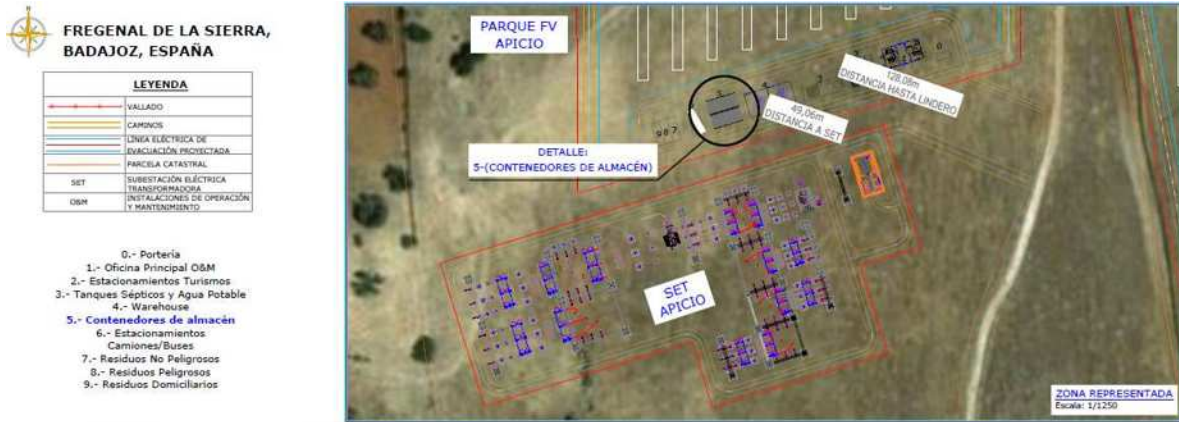 FREGENAL DE LA SIERRA,
BADAJOZ, ESPAÑA
LEYENDA
VALLADO
CAMINOS
LÍNEA ELÉCTRICA DE
EVACUACIÓN PROYECTADA
PARCELA CATASTRAL
SET
SUBESTACIÓN ELÉCTRICA
TRANSFORMADORA
O&M
INSTALACIONES DE OPERACIÓN
Y MANTENIMIENTO
0.- Portería
1.- Oficina Principal O&M
2.- Estacionamientos Turismos
3.- Tanques Sépticos y Agua Potable
4.- Warehouse
5.- Contenedores de almacén
6.- Estacionamientos
Camiones/Buses
7.- Residuos No Peligrosos
8.- Residuos Peligrosos
9.- Residuos Domiciliarios
PARQUE FV
APICIO
128,08m
DISTANCIA HASTA LINDERO
49,06m
DISTANCIA A SET
DETALLE:
5-(CONTENEDORES DE ALMACÉN)
SET
APICIO
ZONA REPRESENTADA
Escala: 1/1250